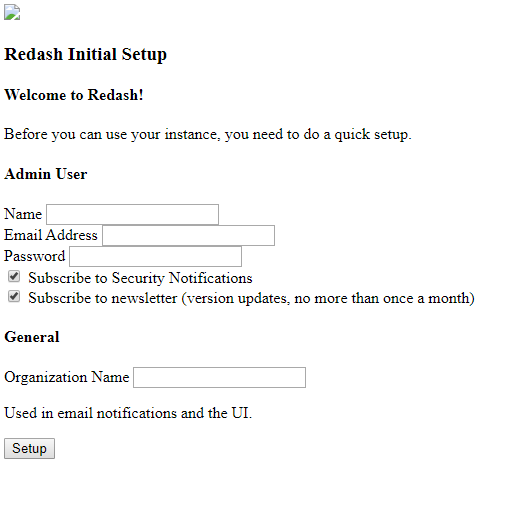 Redash Initial Setup
Welcome to Redash!
Before you can use your instance, you need to do a quick setup.
Admin User
Name
Email Address
Password
Subscribe to Security Notifications
Subscribe to newsletter (version updates, no more than once a month)
General
Organization Name
Used in email notifications and the UI.
Setup